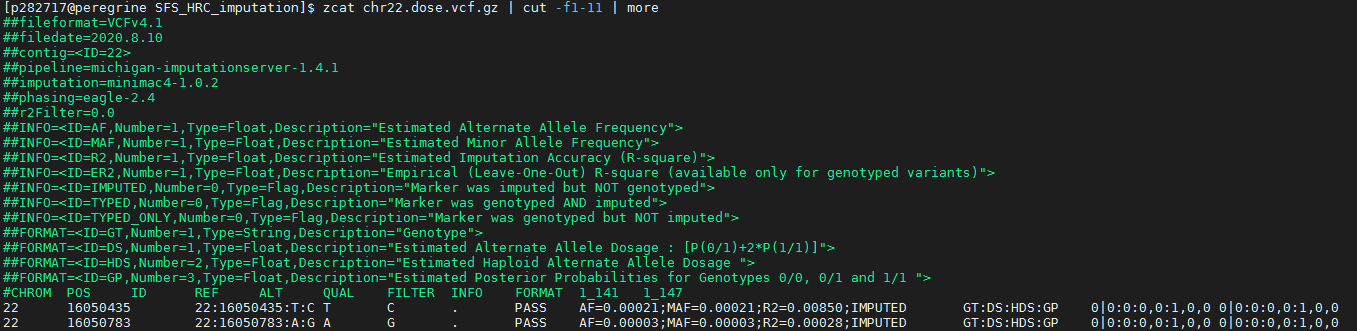 [p282717@peregrine SFS_HRC_imputation]$ zcat chr22.dose.vcf.gz | cut -f1-11 | more
##fileformat=VCFv4.1
##filedate=2020.8.10
##contig=<ID=22>
##pipeline=michigan-imputationserver-1.4.1
##imputation=minimac4-1.0.2
##phasing=eagle-2.4
##r2Filter=0.0
##INFO=<ID=AF,Number=1,Type=Float,Description="Estimated Alternate Allele Frequency">
##INFO=<ID=MAF,Number=1,Type=Float,Description="Estimated Minor Allele Frequency">
##INFO=<ID=R2,Number=1,Type=Float,Description="Estimated Imputation Accuracy (R-square)">
##INFO=<ID=ER2,Number=1,Type=Float,Description="Empirical (Leave-One-Out) R-square (available only for genotyped variants)">
##INFO=<ID=IMPUTED,Number=0,Type=Flag,Description="Marker was imputed but NOT genotyped">
##INFO=<ID=TYPED,Number=0,Type=Flag,Description="Marker was genotyped AND imputed">
##INFO=<ID=TYPED_ONLY,Number=0,Type=Flag,Description="Marker was genotyped but NOT imputed">
##FORMAT=<ID=GT,Number=1,Type=String,Description="Genotype">
##FORMAT=<ID=DS,Number=1,Type=Float,Description="Estimated Alternate Allele Dosage : [P(0/1)+2*P(1/1)]">
##FORMAT=<ID=HDS,Number=2,Type=Float,Description="Estimated Haploid Alternate Allele Dosage ">
##FORMAT=<ID=GP,Number=3,Type=Float,Description="Estimated Posterior Probabilities for Genotypes 0/0, 0/1 and 1/1 ">
#CHROM POS ID REF ALT QUAL FILTER INFO FORMAT 1_141 1_147
22 16050435 22:16050435:T:C T C . PASS AF=0.00021;MAF=0.00021;R2=0.00850;IMPUTED GT:DS:HDS:GP 0|0:0:0,0:1,0,0 0|0:0:0,0:1,0,0
22 16050783 22:16050783:A:G A G . PASS AF=0.00003;MAF=0.00003;R2=0.00028;IMPUTED GT:DS:HDS:GP 0|0:0:0,0:1,0,0 0|0:0:0,0:1,0,0